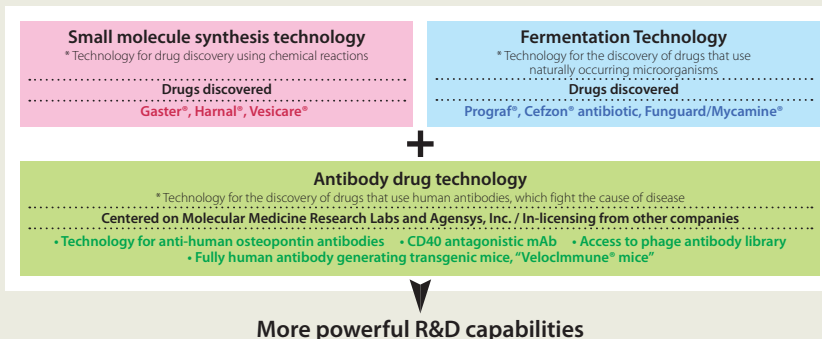 Small molecule synthesis technology
* Technology for drug discovery using chemical reactions
Drugs discovered
Gaster®, Harnal®, Vesicare®
Fermentation Technology
* Technology for the discovery of drugs that use
naturally occurring microorganisms
Drugs discovered
Prograf®, Cefzon® antibiotic, Funguard/Mycamine®
+
Antibody drug technology
* Technology for the discovery of drugs that use human antibodies, which fight the cause of disease
Centered on Molecular Medicine Research Labs and Agensys, Inc. / In-licensing from other companies
• Technology for anti-human osteopontin antibodies • CD40 antagonistic mAb • Access to phage antibody library
• Fully human antibody generating transgenic mice, “VelocImmune® mice”
More powerful R&D capabilities